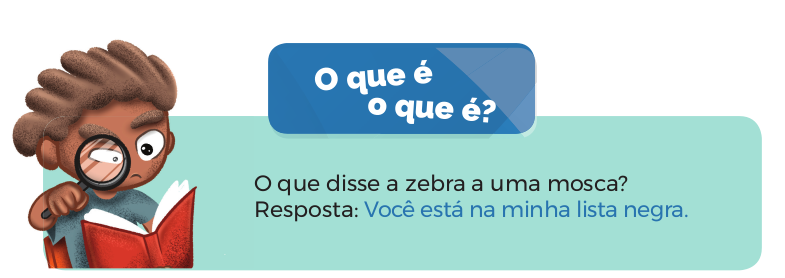 O que é
o que é?
O que disse a zebra a uma mosca?
Resposta: Você está na minha lista negra.